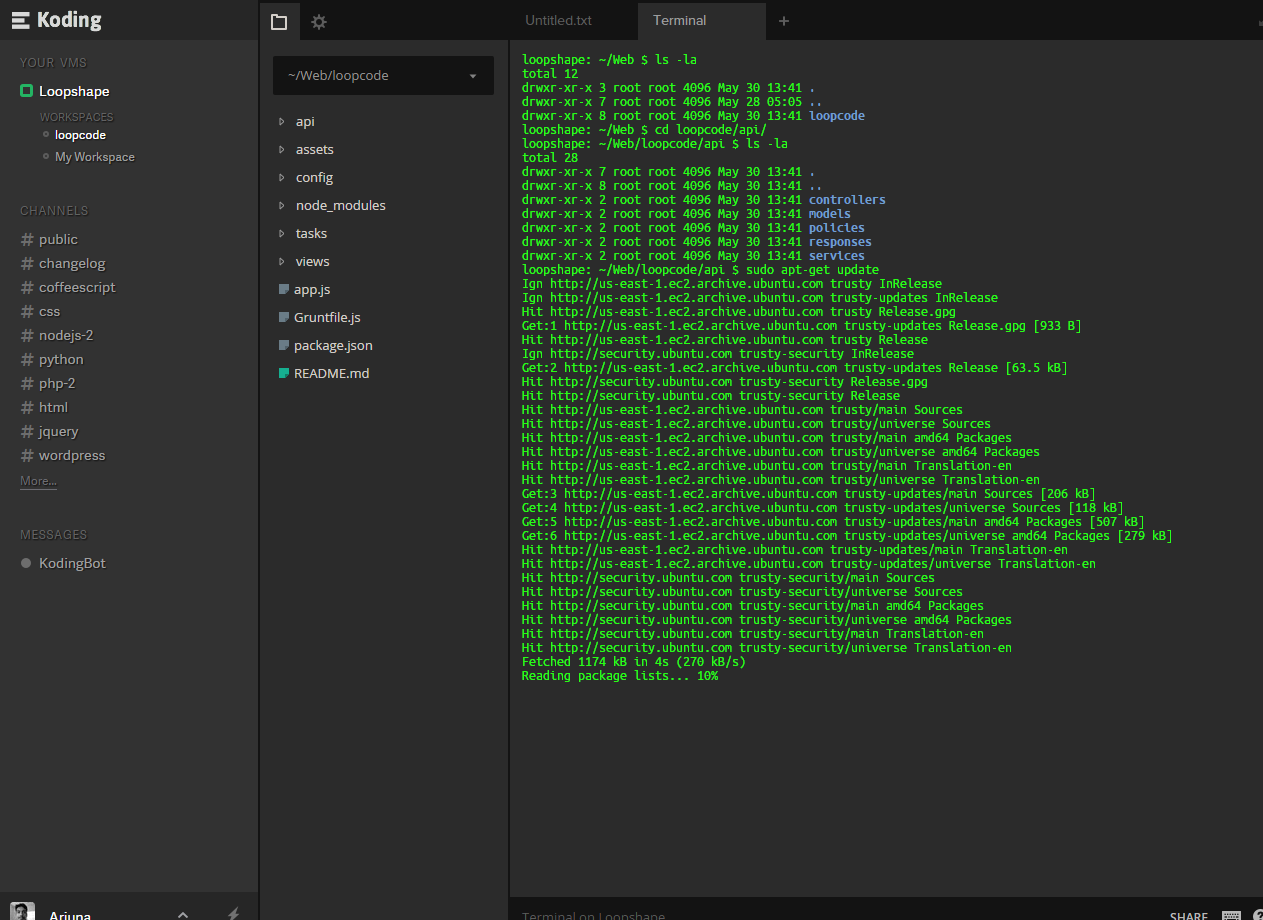 Koding
YOUR VMS
Loopshape
WORKSPACES
loopcode
My Workspace
CHANNELS
# public
# changelog
# coffeescript
# css
# nodejs-2
# python
# php-2
# html
# jquery
# wordpress
More...
MESSAGES
KodingBot
Arjuna
~/Web/loopcode
api
assets
config
node_modules
tasks
views
app.js
Gruntfile.js
package.json
README.md
Untitled.txt
Terminal
+
loopshape: ~/Web $ ls -la
total 12
drwxr-xr-x 3 root root 4096 May 30 13:41 .
drwxr-xr-x 7 root root 4096 May 28 05:05 ..
drwxr-xr-x 8 root root 4096 May 30 13:41 loopcode
loopshape: ~/Web $ cd loopcode/api/
loopshape: ~/Web/loopcode/api $ ls -la
total 28
drwxr-xr-x 7 root root 4096 May 30 13:41 .
drwxr-xr-x 8 root root 4096 May 30 13:41 ..
drwxr-xr-x 2 root root 4096 May 30 13:41 controllers
drwxr-xr-x 2 root root 4096 May 30 13:41 models
drwxr-xr-x 2 root root 4096 May 30 13:41 policies
drwxr-xr-x 2 root root 4096 May 30 13:41 responses
drwxr-xr-x 2 root root 4096 May 30 13:41 services
loopshape: ~/Web/loopcode/api $ sudo apt-get update
Ign http://us-east-1.ec2.archive.ubuntu.com trusty InRelease
Ign http://us-east-1.ec2.archive.ubuntu.com trusty-updates InRelease
Hit http://us-east-1.ec2.archive.ubuntu.com trusty Release.gpg
Get:1 http://us-east-1.ec2.archive.ubuntu.com trusty-updates Release.gpg [933 B]
Hit http://us-east-1.ec2.archive.ubuntu.com trusty Release
Ign http://security.ubuntu.com trusty-security InRelease
Get:2 http://us-east-1.ec2.archive.ubuntu.com trusty-updates Release [63.5 kB]
Hit http://security.ubuntu.com trusty-security Release.gpg
Hit http://security.ubuntu.com trusty-security Release
Hit http://us-east-1.ec2.archive.ubuntu.com trusty/main Sources
Hit http://us-east-1.ec2.archive.ubuntu.com trusty/universe Sources
Hit http://us-east-1.ec2.archive.ubuntu.com trusty/main amd64 Packages
Hit http://us-east-1.ec2.archive.ubuntu.com trusty/universe amd64 Packages
Hit http://us-east-1.ec2.archive.ubuntu.com trusty/main Translation-en
Hit http://us-east-1.ec2.archive.ubuntu.com trusty/universe Translation-en
Get:3 http://us-east-1.ec2.archive.ubuntu.com trusty-updates/main Sources [206 kB]
Get:4 http://us-east-1.ec2.archive.ubuntu.com trusty-updates/universe Sources [118 kB]
Get:5 http://us-east-1.ec2.archive.ubuntu.com trusty-updates/main amd64 Packages [507 kB]
Get:6 http://us-east-1.ec2.archive.ubuntu.com trusty-updates/universe amd64 Packages [279 kB]
Hit http://us-east-1.ec2.archive.ubuntu.com trusty-updates/main Translation-en
Hit http://us-east-1.ec2.archive.ubuntu.com trusty-updates/universe Translation-en
Hit http://security.ubuntu.com trusty-security/main Sources
Hit http://security.ubuntu.com trusty-security/universe Sources
Hit http://security.ubuntu.com trusty-security/main amd64 Packages
Hit http://security.ubuntu.com trusty-security/universe amd64 Packages
Hit http://security.ubuntu.com trusty-security/main Translation-en
Hit http://security.ubuntu.com trusty-security/universe Translation-en
Fetched 1174 kB in 4s (270 kB/s)
Reading package lists... 10%
Terminal on Loopshape
SHARE